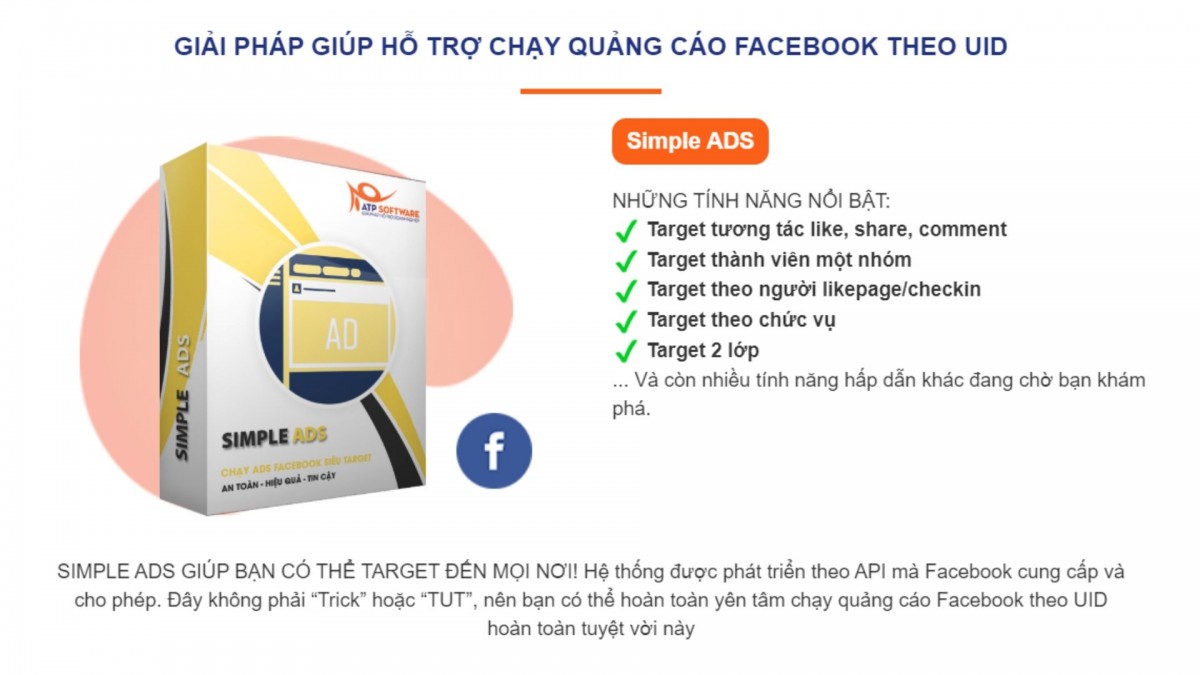 GIẢI PHÁP GIÚP HỖ TRỢ CHẠY QUẢNG CÁO FACEBOOK THEO UID
ATP SOFTWARE
AD
SIMPLE ADS
SIMPLE ADS
CHẠY ADS FACEBOOK SIÊU TARGET
AN TOÀN - HIỆU QUẢ - TIN CẬY
f
Simple ADS
NHỮNG TÍNH NĂNG NỔI BẬT:
Target tương tác like, share, comment
Target thành viên một nhóm
Target theo người likepage/checkin
Target theo chức vụ
Target 2 lớp
... Và còn nhiều tính năng hấp dẫn khác đang chờ bạn khám
phá.
SIMPLE ADS GIÚP BẠN CÓ THỂ TARGET ĐẾN MỌI NƠI! Hệ thống được phát triển theo API mà Facebook cung cấp và
cho phép. Đây không phải “Trick” hoặc “TUT”, nên bạn có thể hoàn toàn yên tâm chạy quảng cáo Facebook theo UID
hoàn toàn tuyệt vời này